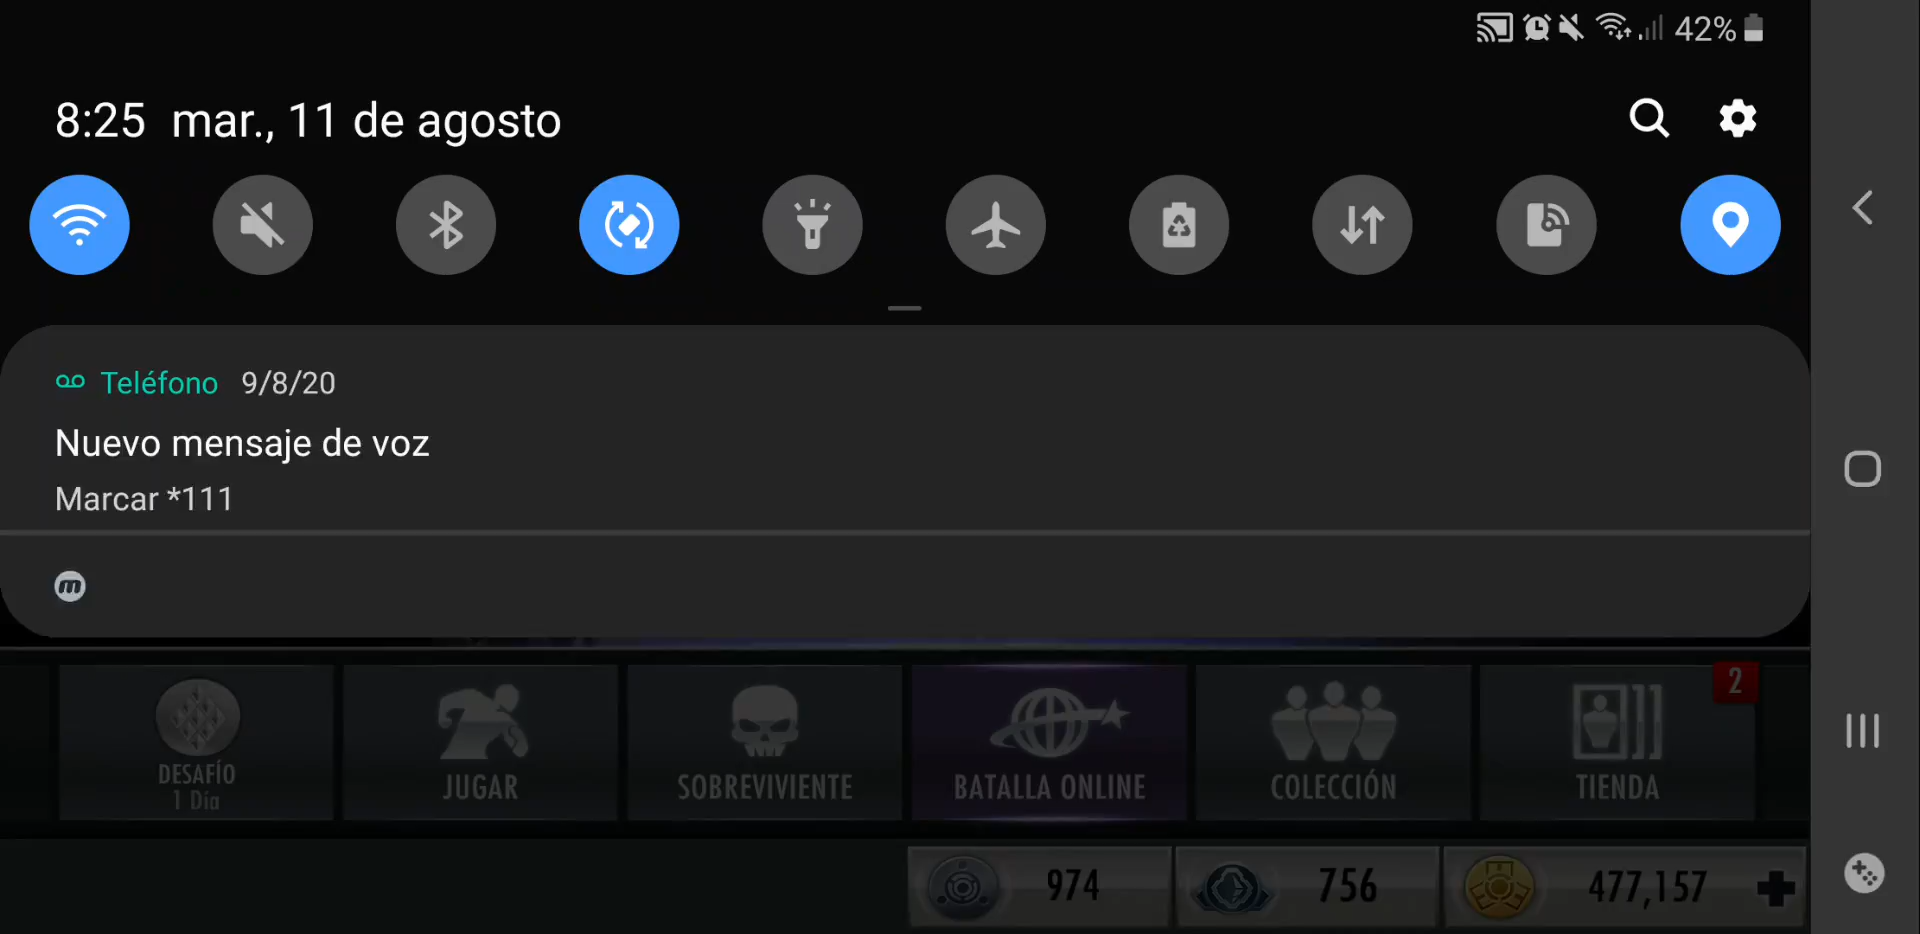 42%
8:25 mar., 11 de agosto
Teléfono 9/8/20
Nuevo mensaje de voz
Marcar *111
m
2
DESAFÍO
1 Día
JUGAR
SOBREVIVIENTE
BATALLA ONLINE
COLECCIÓN
TIENDA
974
756
477,157